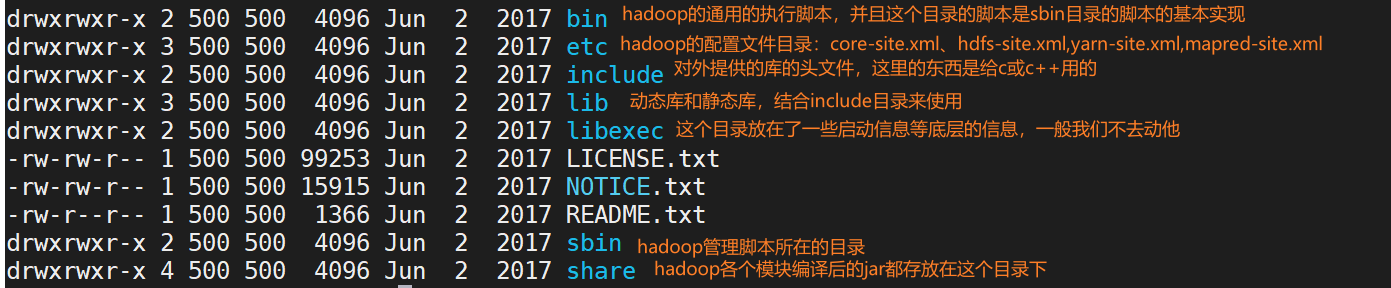 drwxrwxr-x 2 500 500  4096 Jun  2  2017 bin hadoop的通用的执行脚本，并且这个目录的脚本是sbin目录的脚本的基本实现
drwxrwxr-x 3 500 500  4096 Jun  2  2017 etc hadoop的配置文件目录：core-site.xml、hdfs-site.xml,yarn-site.xml,mapred-site.xml
drwxrwxr-x 2 500 500  4096 Jun  2  2017 include 对外提供的库的头文件，这里的东西是给c或c++用的
drwxrwxr-x 3 500 500  4096 Jun  2  2017 lib 动态库和静态库，结合include目录来使用
drwxrwxr-x 2 500 500  4096 Jun  2  2017 libexec 这个目录放在了一些启动信息等底层的信息，一般我们不去动他
-rw-rw-r-- 1 500 500 99253 Jun  2  2017 LICENSE.txt
-rw-rw-r-- 1 500 500 15915 Jun  2  2017 NOTICE.txt
-rw-r--r-- 1 500 500  1366 Jun  2  2017 README.txt
drwxrwxr-x 2 500 500  4096 Jun  2  2017 sbin hadoop管理脚本所在的目录
drwxrwxr-x 4 500 500  4096 Jun  2  2017 share hadoop各个模块编译后的jar都存放在这个目录下